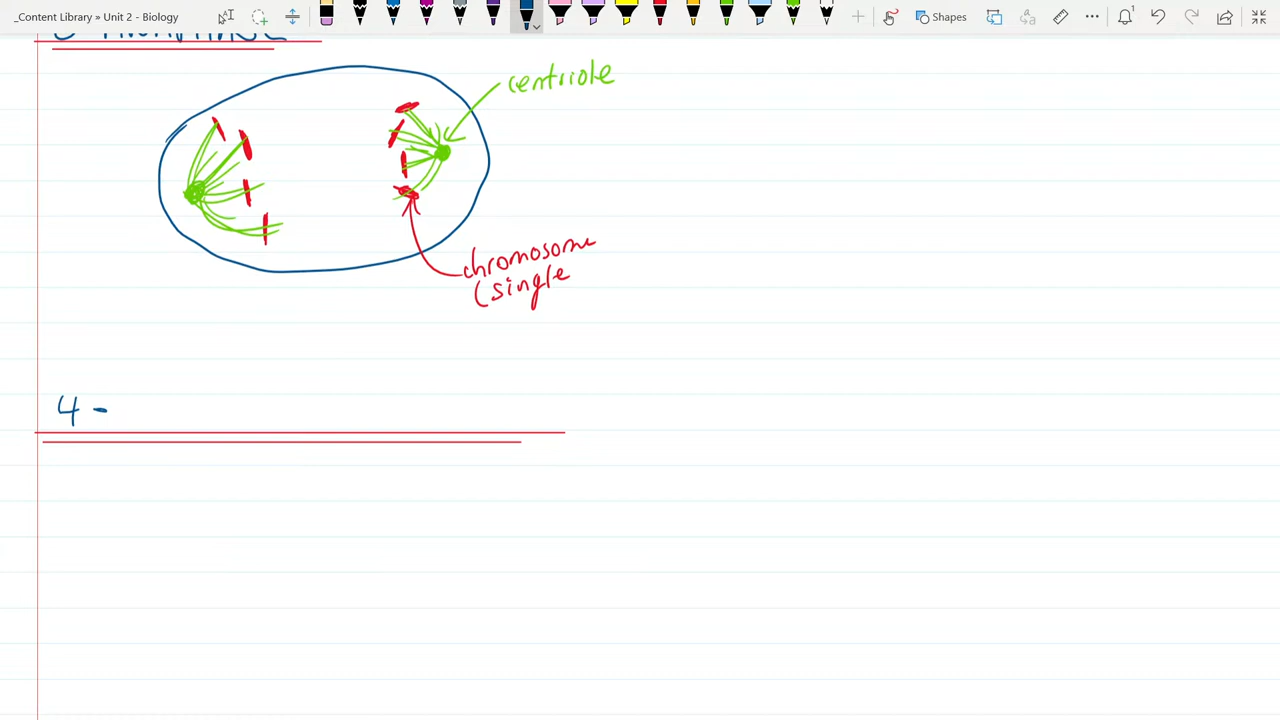 _Content Library » Unit 2 - Biology
Shapes
centriole
chromosome
(single
4 -